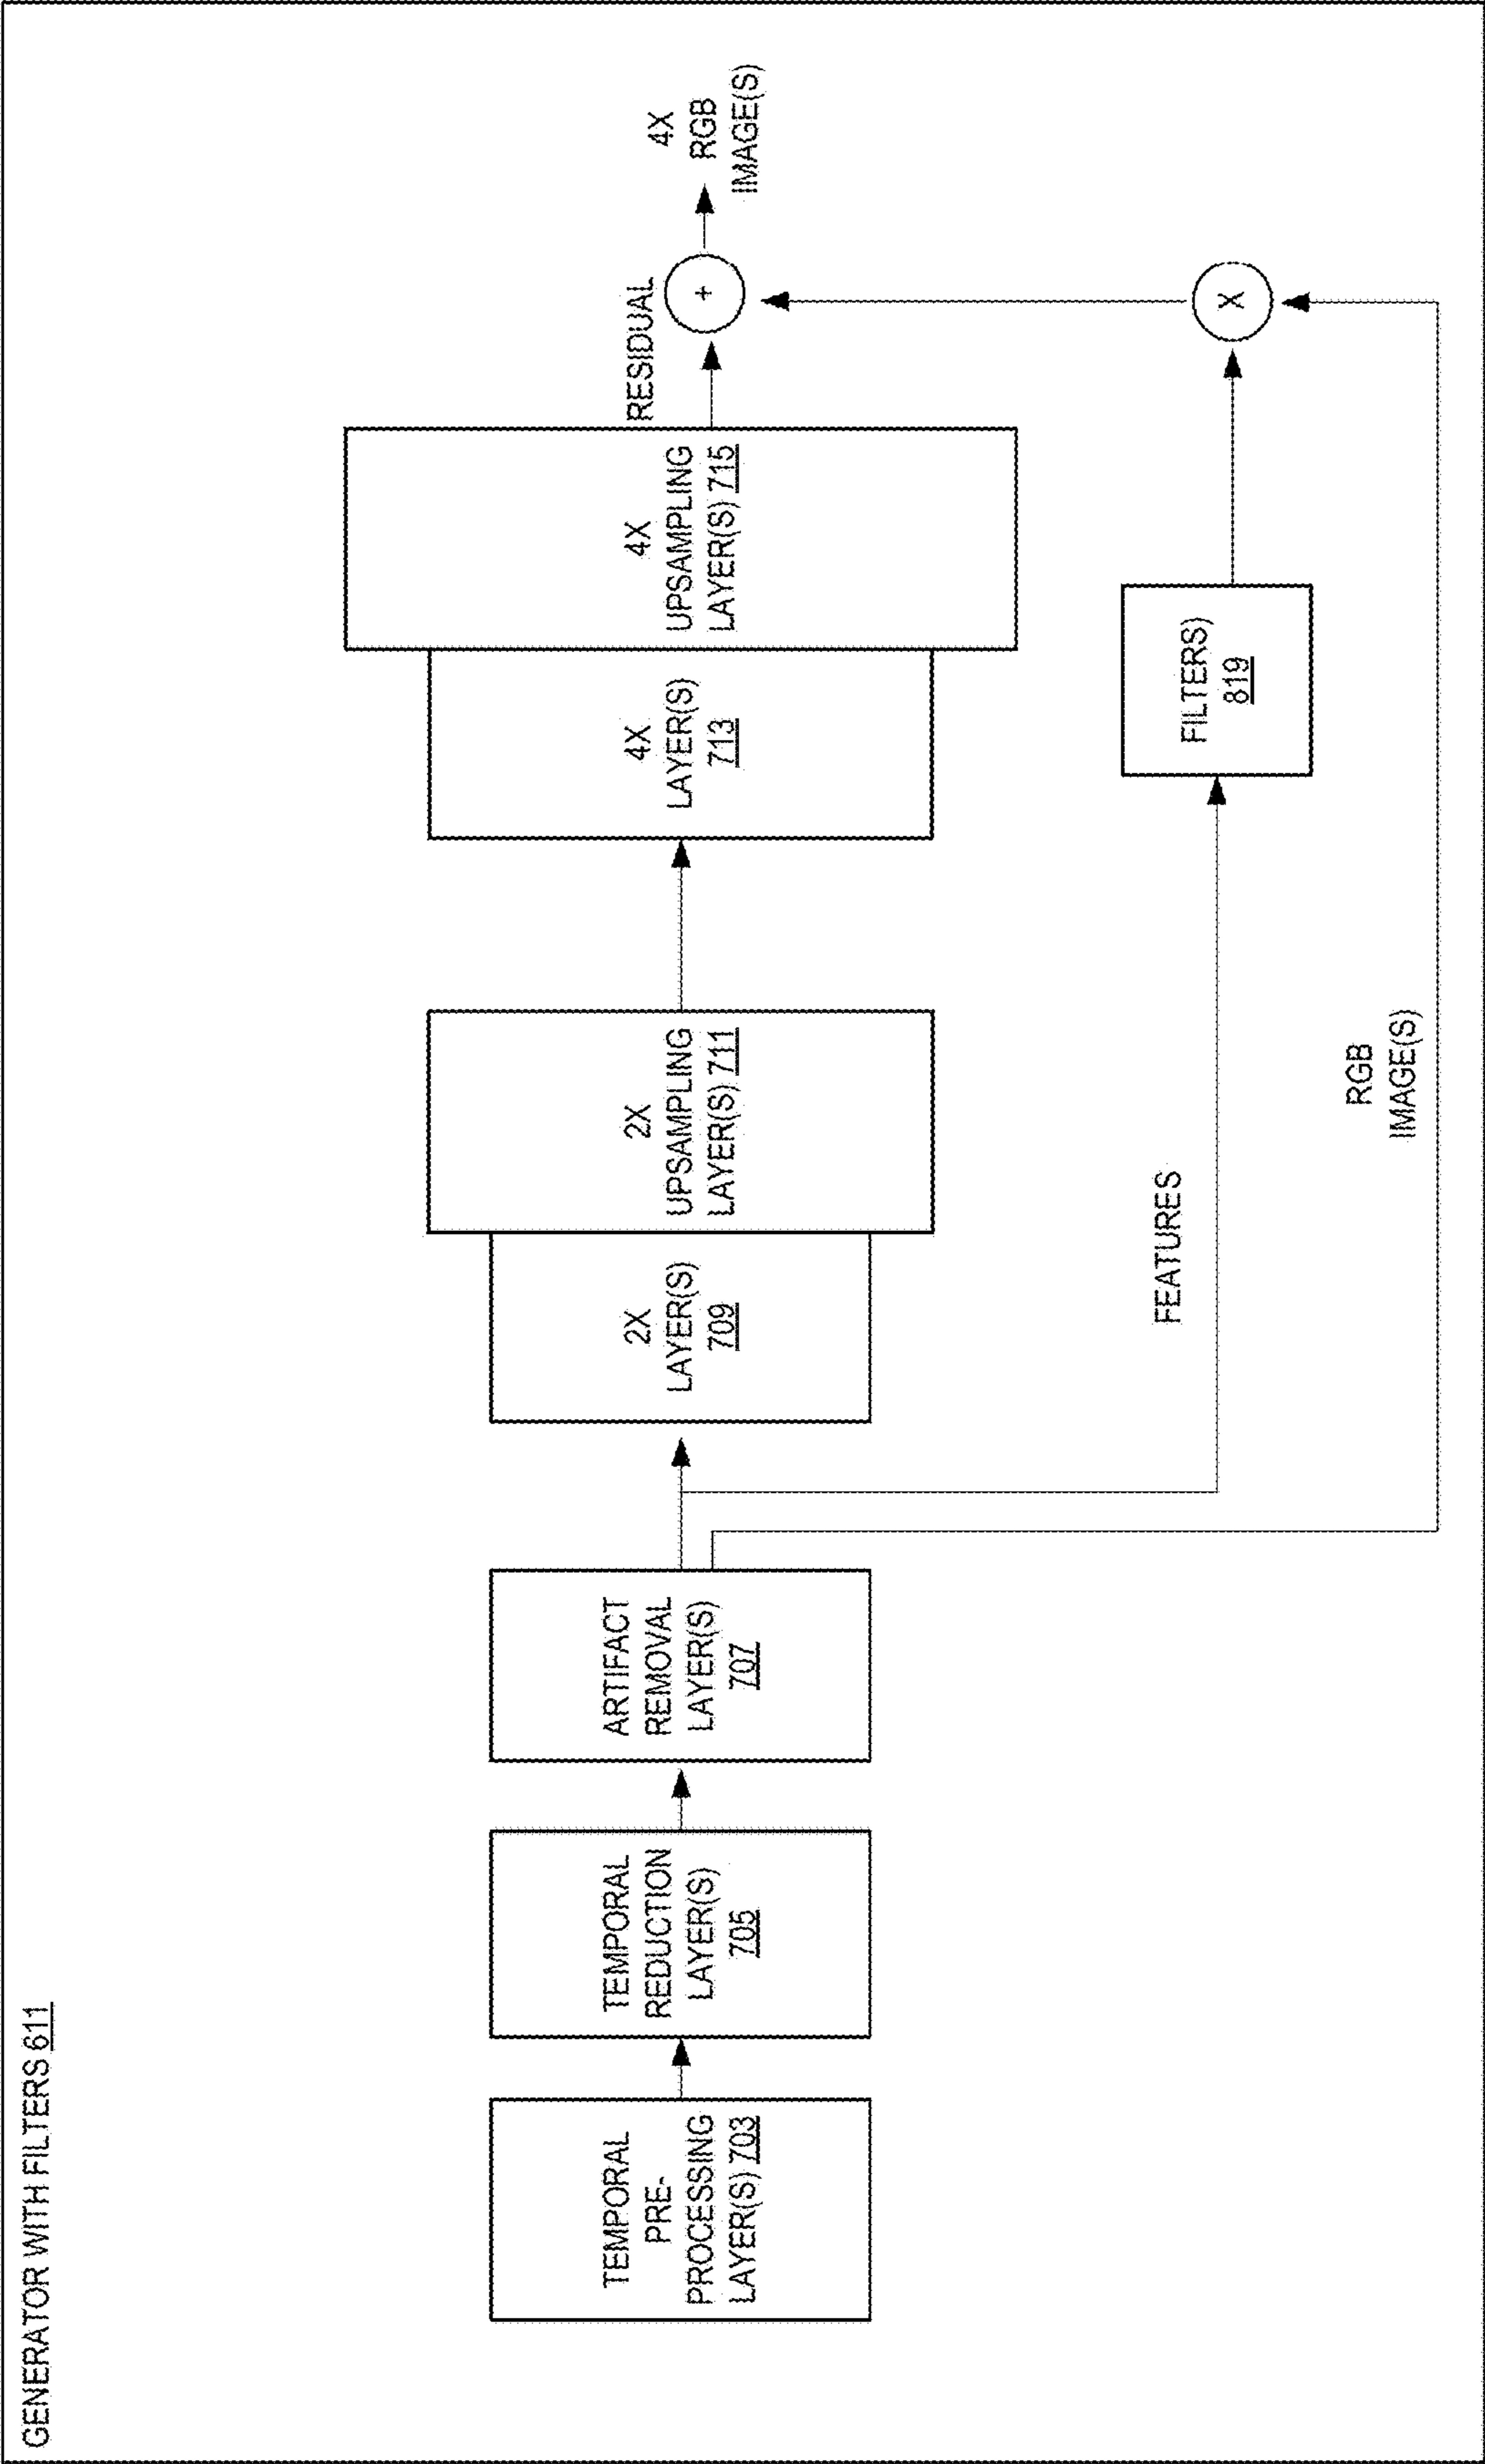 GENERATOR WITH FILTERS 611
TEMPORAL
PRE-
PROCESSING
LAYER(S) 703
TEMPORAL
REDUCTION
LAYER(S)
705
ARTIFACT
REMOVAL
LAYER(S)
707
2X
LAYER(S)
709
2X
UPSAMPLING
LAYER(S) 711
4X
LAYER(S)
713
4X
UPSAMPLING
LAYER(S) 715
RESIDUAL
+
4X
RGB
IMAGE(S)
FEATURES
FILTERS)
819
X
RGB
IMAGE(S)